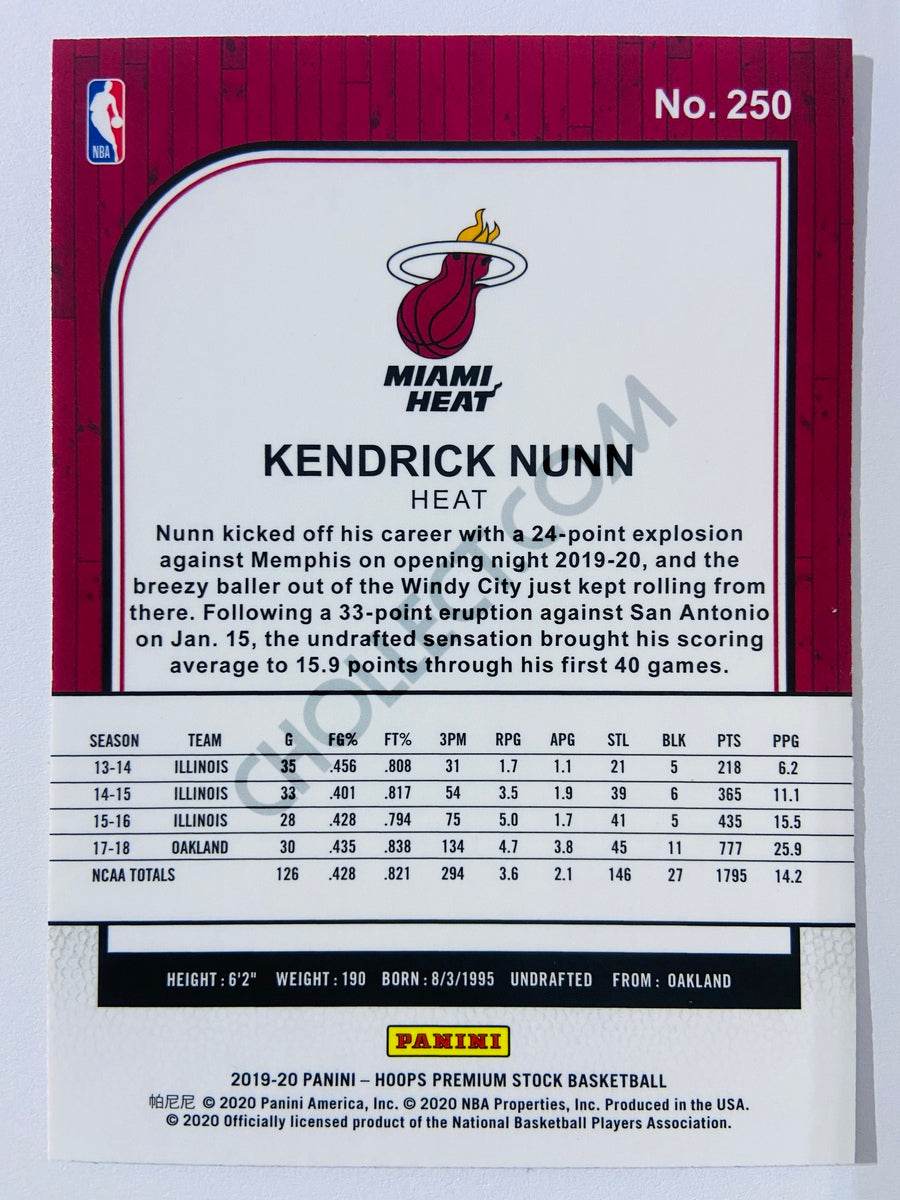 No. 250
NBA
MIAMI
HEAT
KENDRICK NUNN
HEAT
Nunn kicked off his career with a 24-point explosion
against Memphis on opening night 2019-20, and the
breezy baller out of the Windy City just kept rolling from
there. Following a 33-point eruption against San Antonio
on Jan. 15, the undrafted sensation brought his scoring
average to 15.9 points through his first 40 games.
CHOLLECT.COM
SEASON TEAM G FG% FT% 3PM RPG APG STL BLK PTS PPG
13-14 ILLINOIS 35 .456 .808 31 1.7 1.1 21 5 218 6.2
14-15 ILLINOIS 33 .401 .817 54 3.5 1.9 39 6 365 11.1
15-16 ILLINOIS 28 .428 .794 75 5.0 1.7 41 5 435 15.5
17-18 OAKLAND 30 .435 .838 134 4.7 3.8 45 11 777 25.9
NCAA TOTALS 126 .428 .821 294 3.6 2.1 146 27 1795 14.2
HEIGHT : 6'2" WEIGHT : 190 BORN : 8/3/1995 UNDRAFTED FROM : OAKLAND
PANINI
2019-20 PANINI – HOOPS PREMIUM STOCK BASKETBALL
帕尼尼 © 2020 Panini America, Inc. © 2020 NBA Properties, Inc. Produced in the USA.
© 2020 Officially licensed product of the National Basketball Players Association.